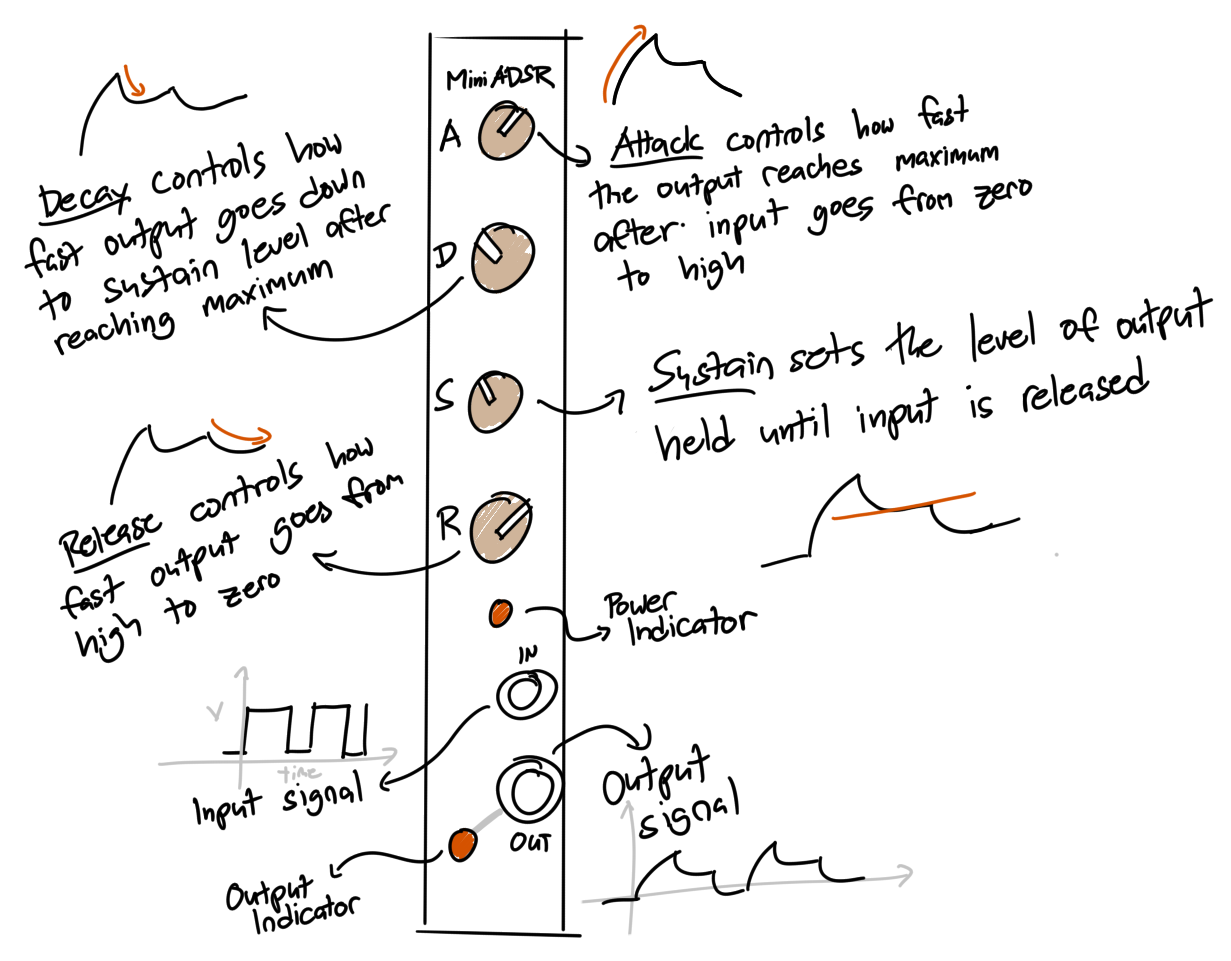 Mini ADSR
A
Attack controls how fast
the output reaches maximum
after input goes from zero
to high
Decay controls how
fast output goes down
to sustain level after
reaching maximum
D
S
Sustain sets the level of output
held until input is released
R
Release controls how
fast output goes from
high to zero
Power
Indicator
IN
V
time
Input signal
Output
signal
OUT
Output
Indicator